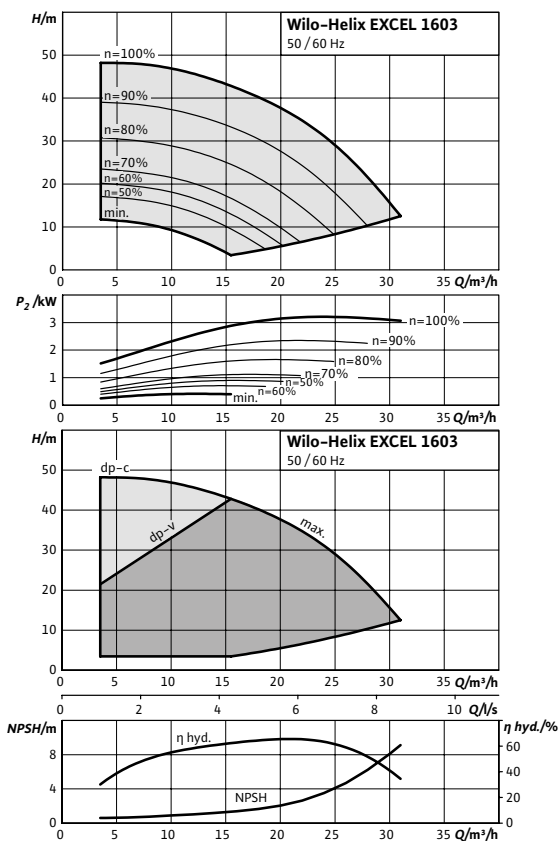 H/m
Wilo-Helix EXCEL 1603
50 / 60 Hz
50
n=100%
40
n=90%
30
n=80%
20
n=70%
n=60%
n=50%
10
min.
0
0 5 10 15 20 25 30 35 Q/m³/h
P2 /kW
3
n=100%
2
n=90%
n=80%
1
n=70%
n=50%
n=60%
min.
0
0 5 10 15 20 25 30 35 Q/m³/h
H/m
Wilo-Helix EXCEL 1603
50 / 60 Hz
dp-c
50
max.
dp-v
40
30
20
10
0
0 5 10 15 20 25 30 35 Q/m³/h
0 2 4 6 8 10 Q/l/s
NPSH/m
η hyd./%
η hyd.
8
60
40
4
NPSH
20
0
0
0 5 10 15 21 25 30 35 Q/m³/h